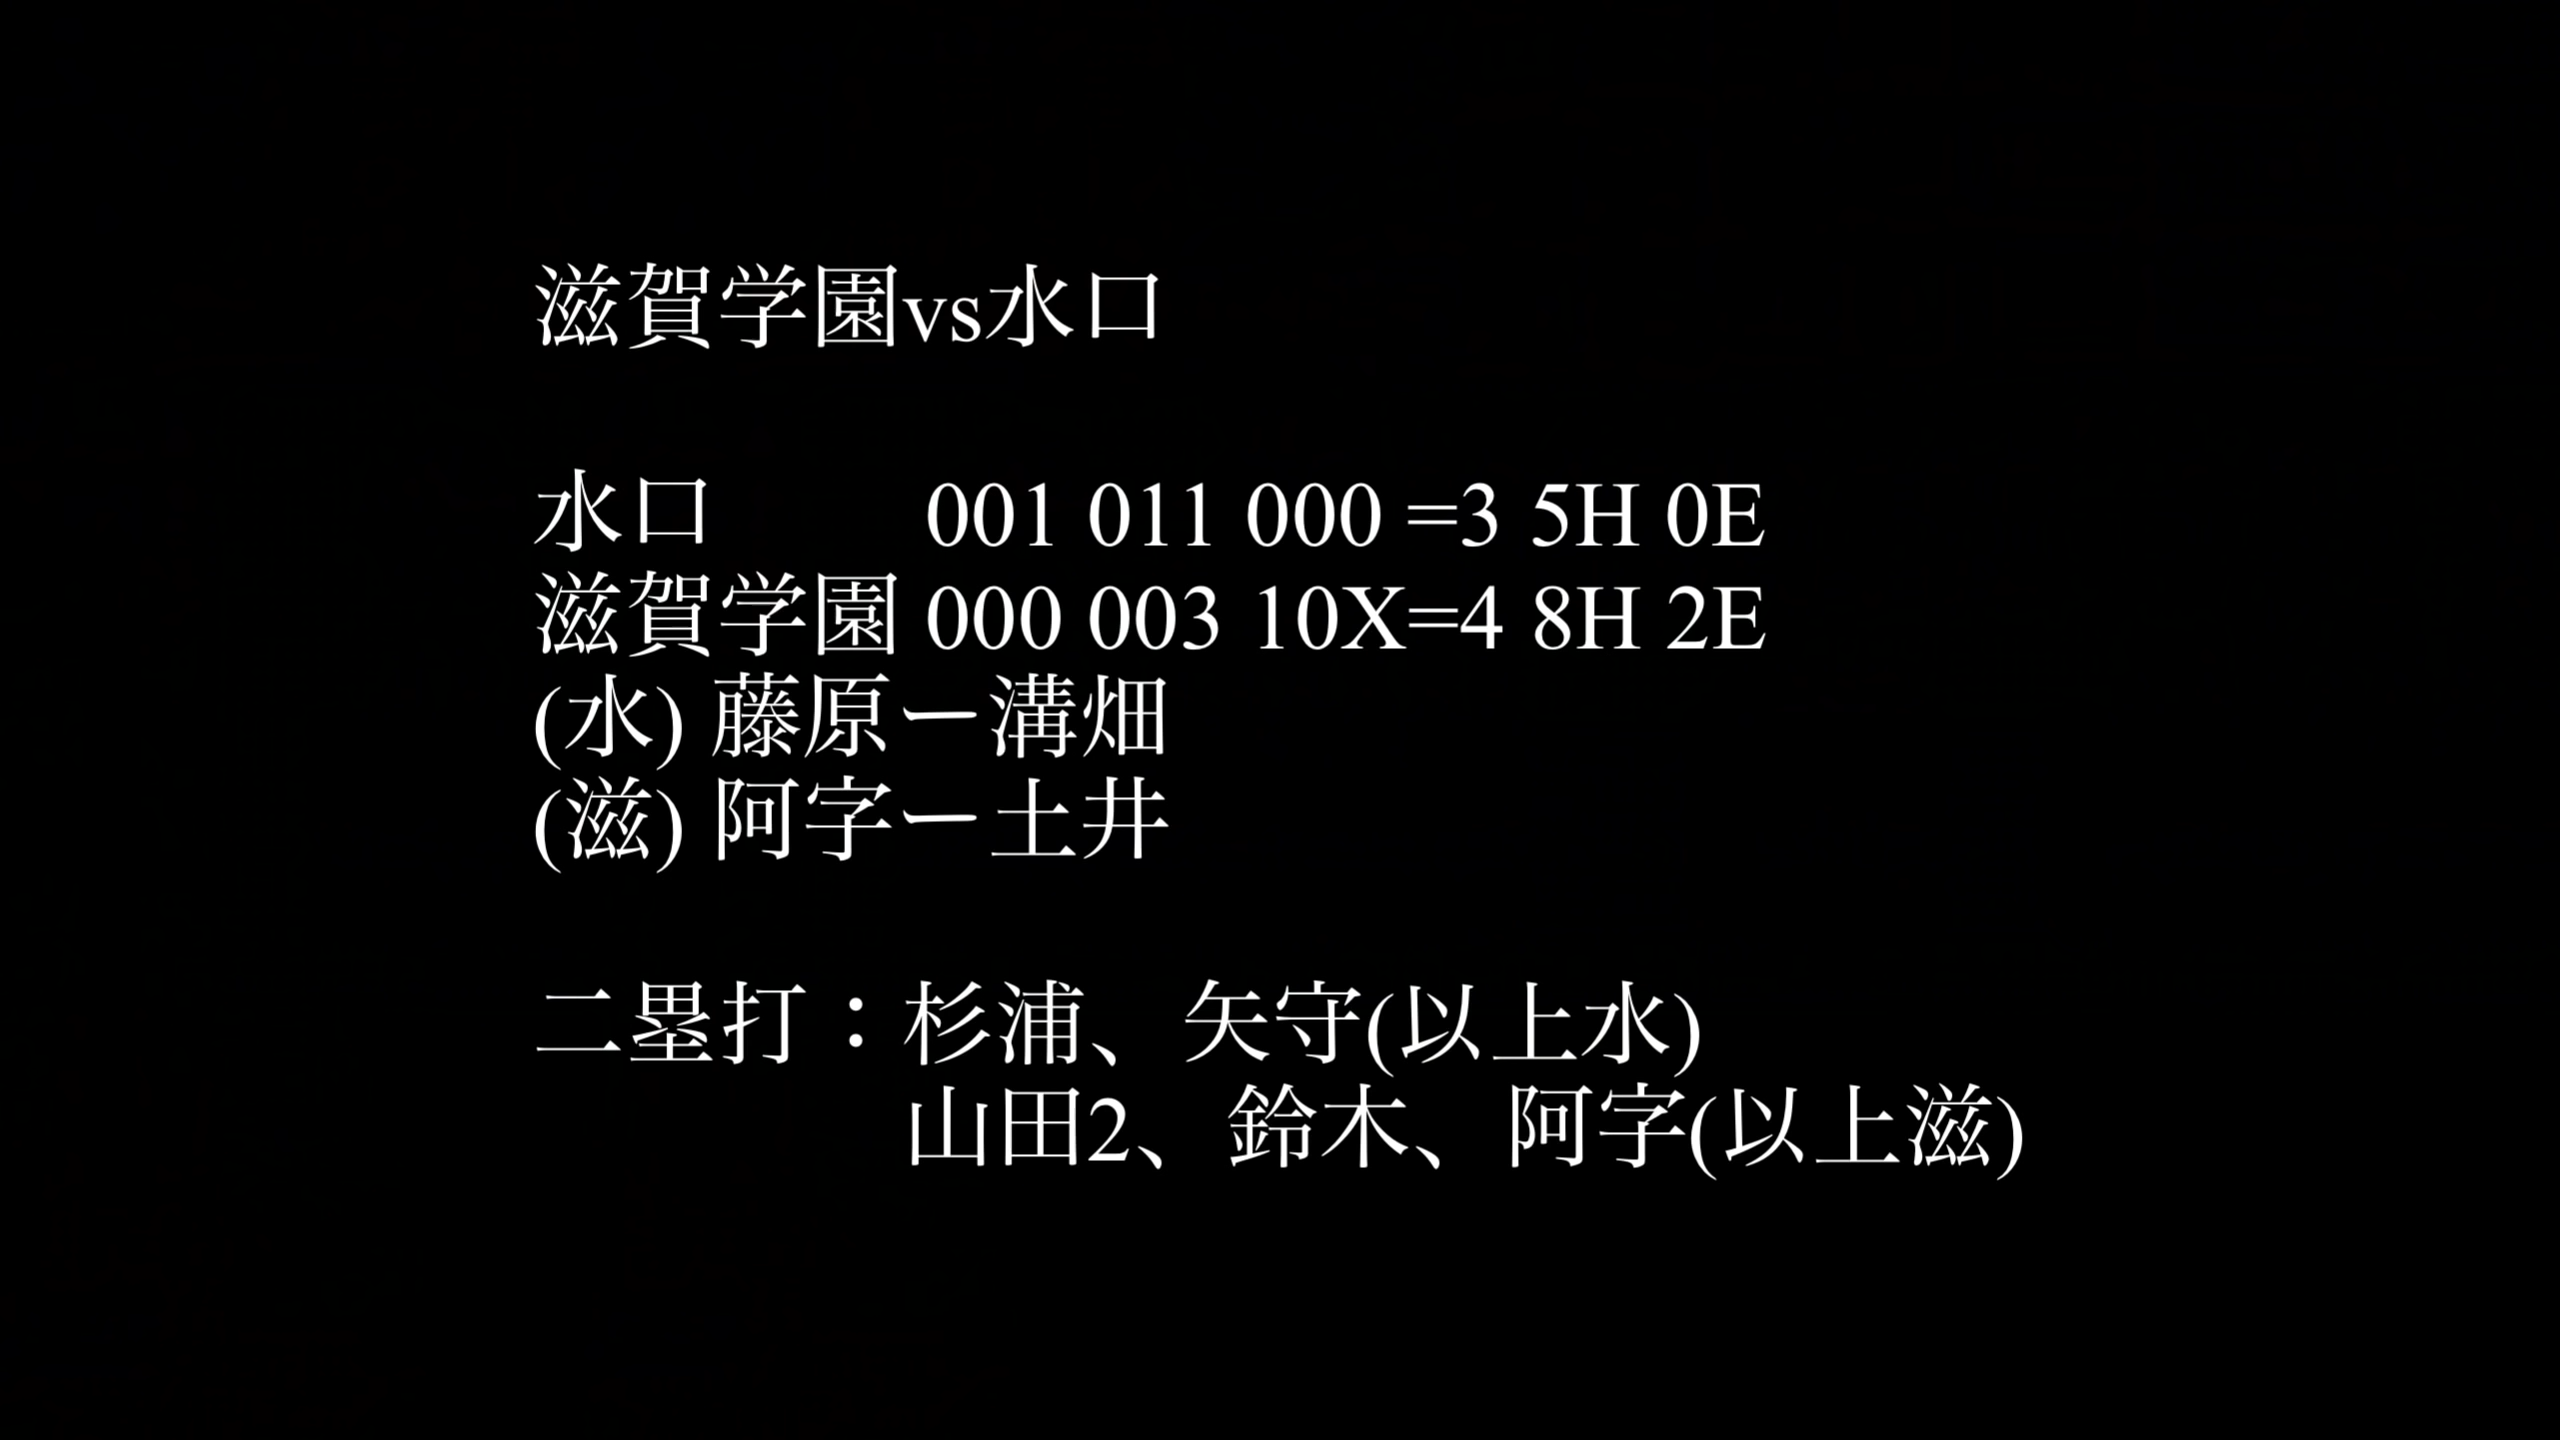 滋賀学園vs水口
水口 001 011 000 =3 5H 0E
滋賀学園 000 003 10X=4 8H 2E
(水) 藤原ー溝畑
(滋) 阿字ー土井
二塁打：杉浦、矢守(以上水)
山田2、鈴木、阿字(以上滋)